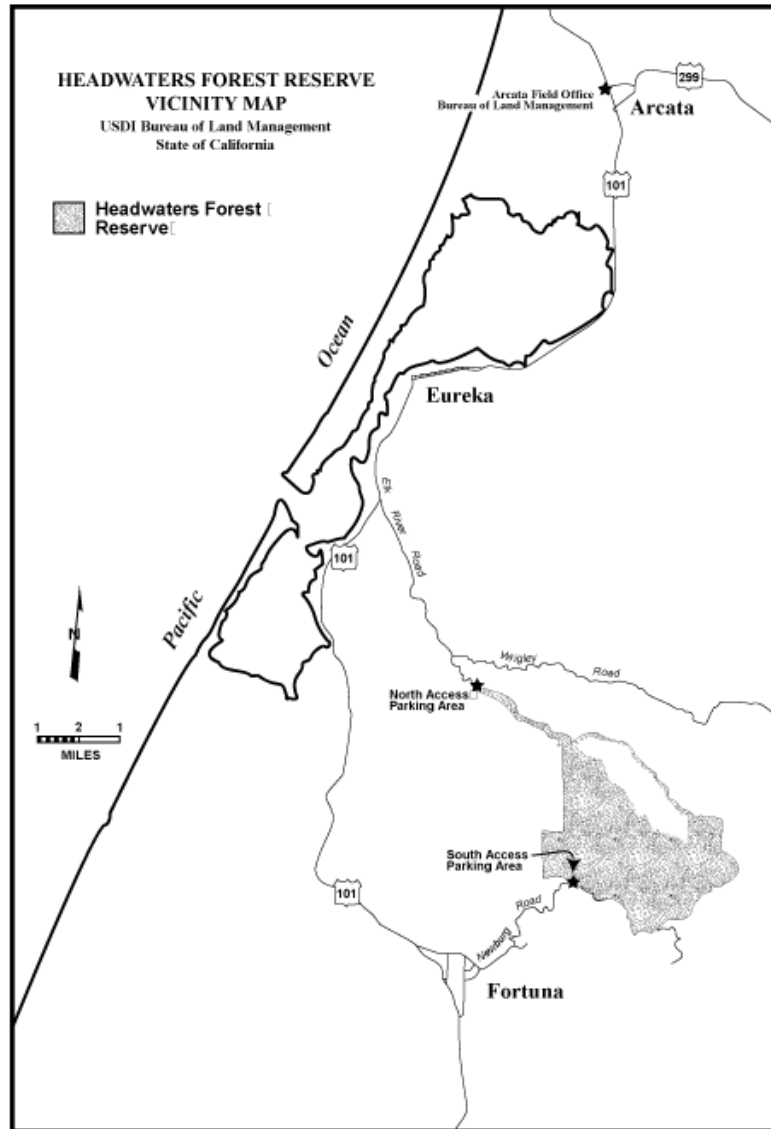 HEADWATERS FOREST RESERVE
VICINITY MAP
USDI Bureau of Land Management
State of California
Headwaters Forest
Reserve
Arcata Field Office
Bureau of Land Management
299
Arcata
101
Ocean
Eureka
Elk River Road
101
Pacific
N
Wrigley Road
North Access
Parking Area
1 2 1
MILES
South Access
Parking Area
101
Newburg Road
Fortuna